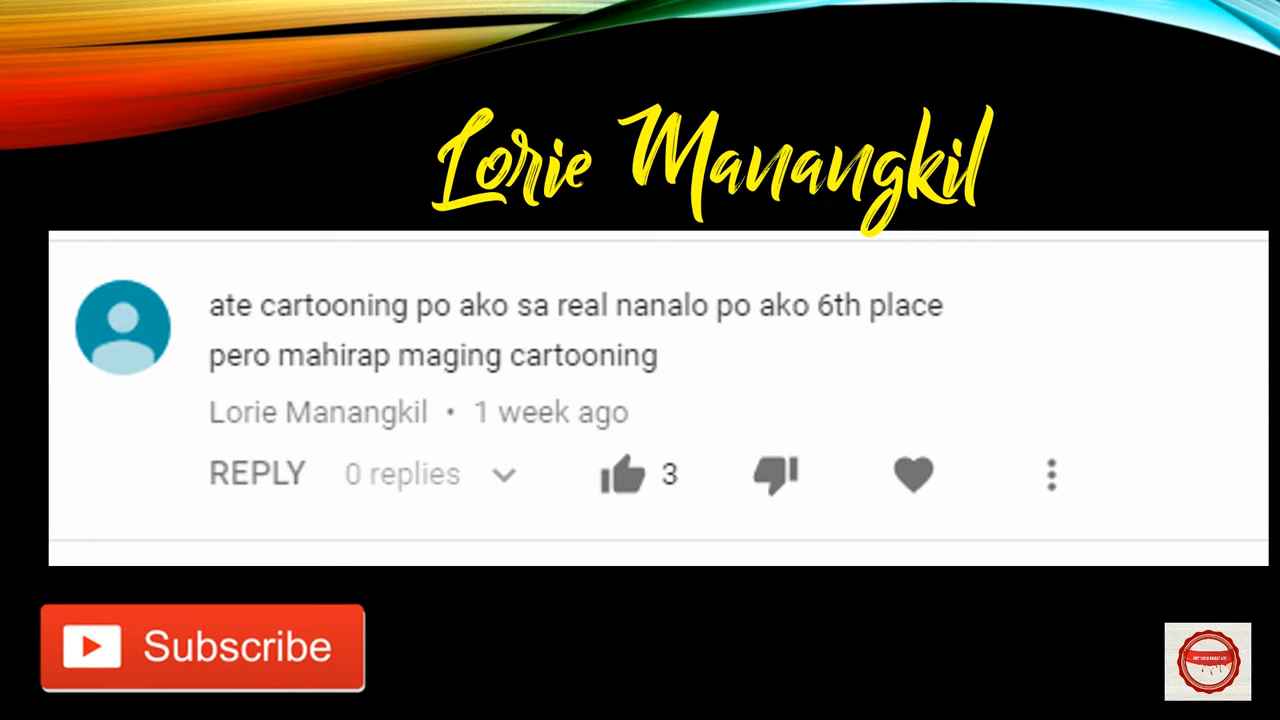 Lorie Manangkil
ate cartooning po ako sa real nanalo po ako 6th place
pero mahirap maging cartooning
Lorie Manangkil • 1 week ago
REPLY 0 replies 3
Subscribe